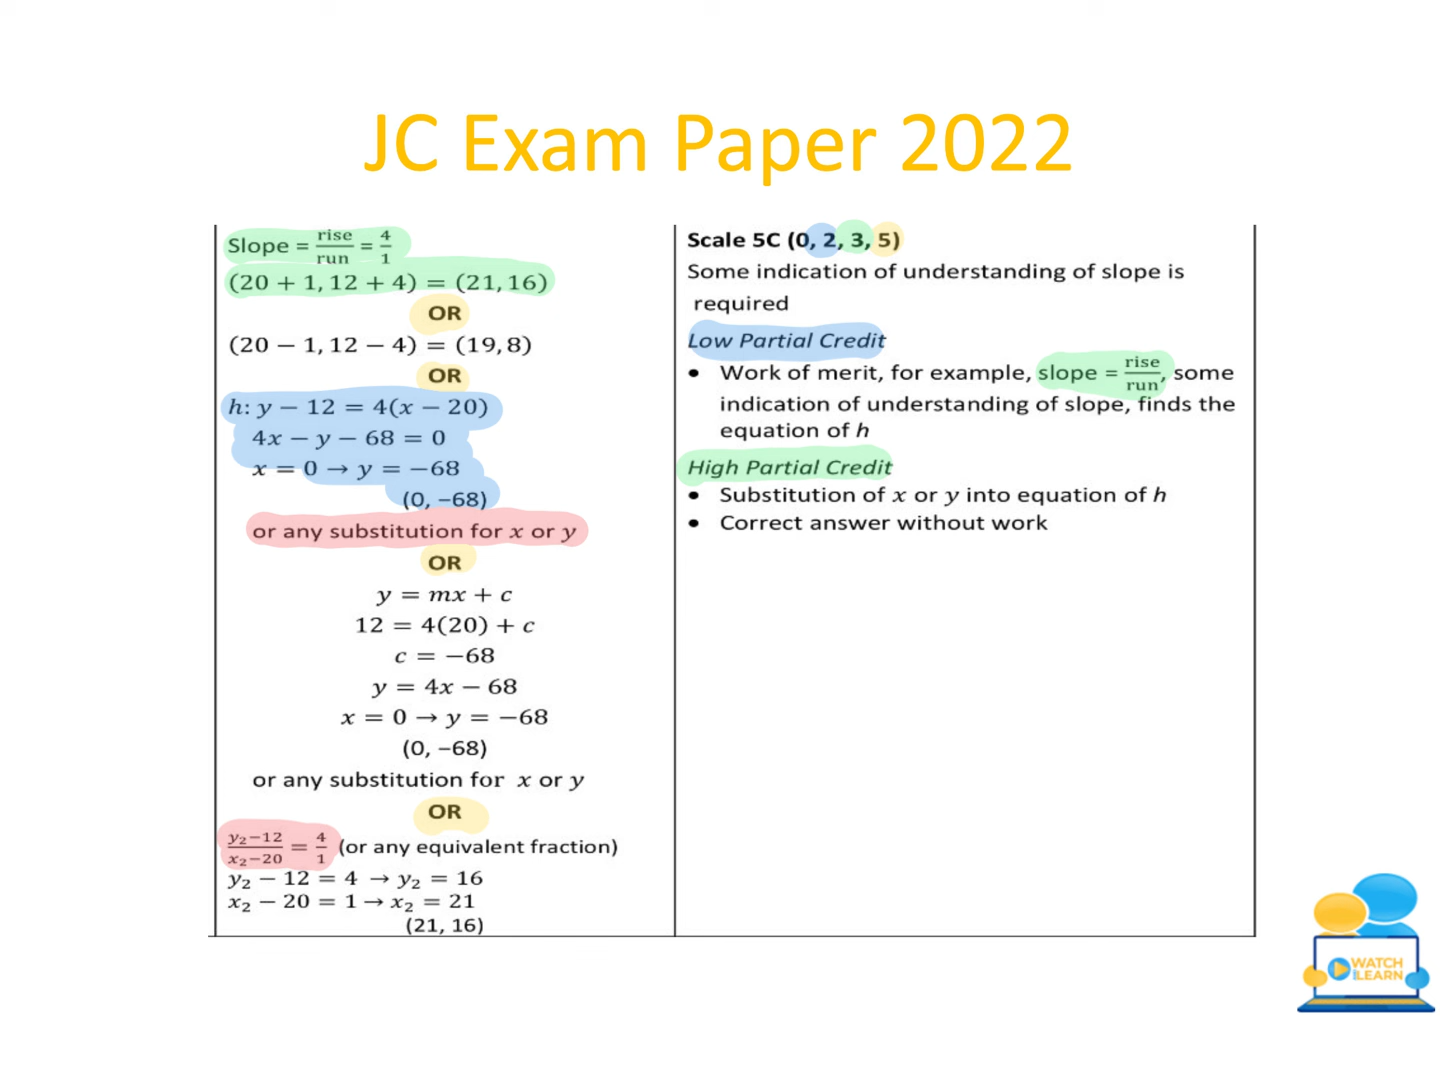 JC Exam Paper 2022
Slope = rise/run = 4/1
(20 + 1, 12 + 4) = (21, 16)
OR
(20 − 1, 12 − 4) = (19, 8)
OR
h: y − 12 = 4(x − 20)
4x − y − 68 = 0
x = 0 → y = −68
(0, −68)
or any substitution for x or y
OR
y = mx + c
12 = 4(20) + c
c = −68
y = 4x − 68
x = 0 → y = −68
(0, −68)
or any substitution for x or y
OR
y₂−12/x₂−20 = 4/1 (or any equivalent fraction)
y₂ − 12 = 4 → y₂ = 16
x₂ − 20 = 1 → x₂ = 21
(21, 16)
Scale 5C (0, 2, 3, 5)
Some indication of understanding of slope is
required
Low Partial Credit
• Work of merit, for example, slope = rise/run, some
indication of understanding of slope, finds the
equation of h
High Partial Credit
• Substitution of x or y into equation of h
• Correct answer without work
WATCH
2LEARN